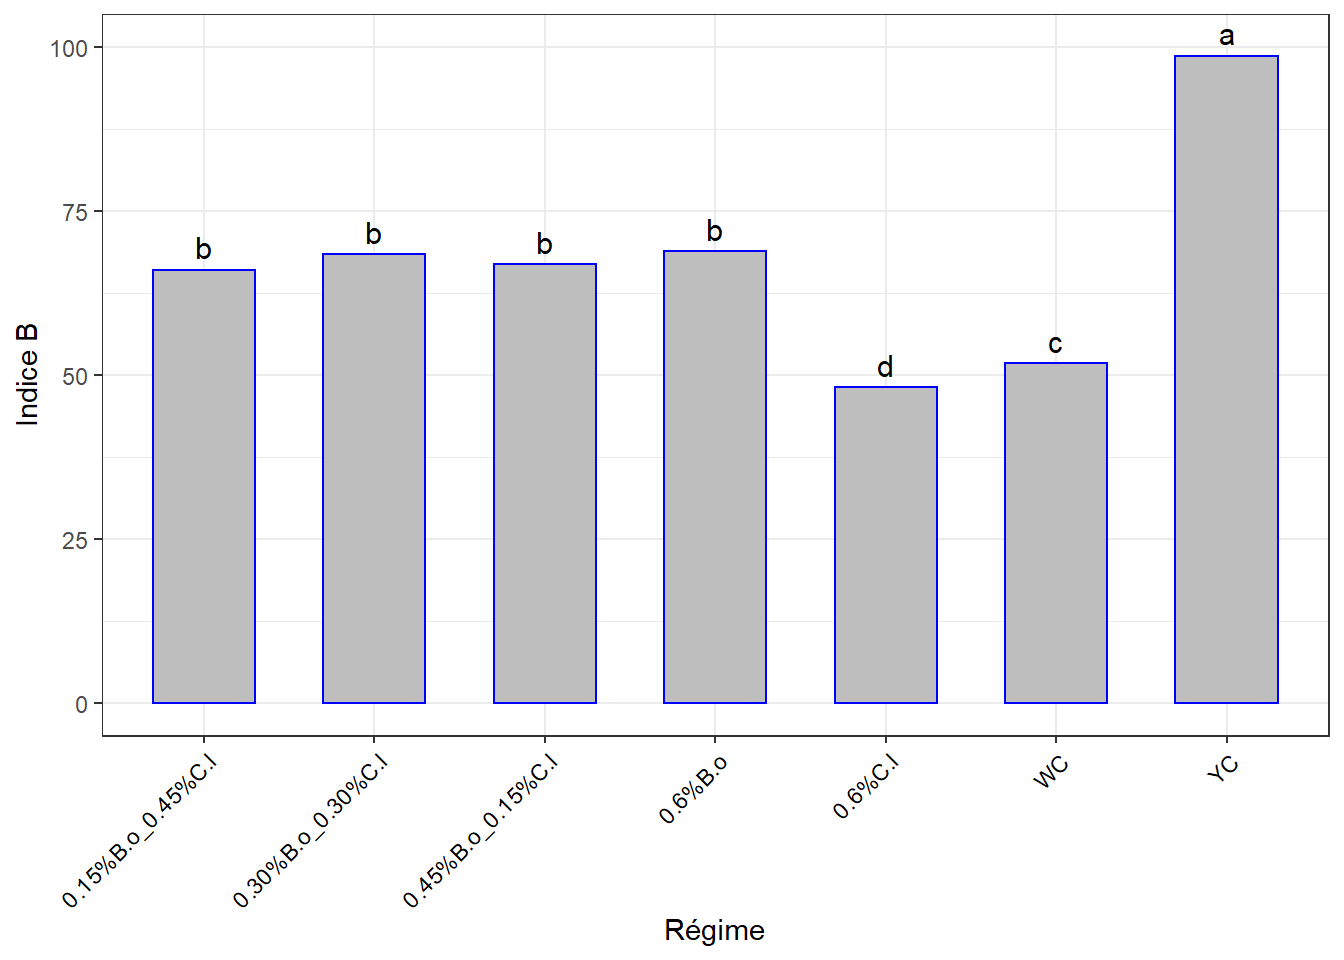 Indice B
100
75
50
25
0
b
b
b
b
d
c
a
0.15%B.o_0.45%C.l
0.30%B.o_0.30%C.l
0.45%B.o_0.15%C.l
0.6%B.o
0.6%C.l
WC
YC
Régime